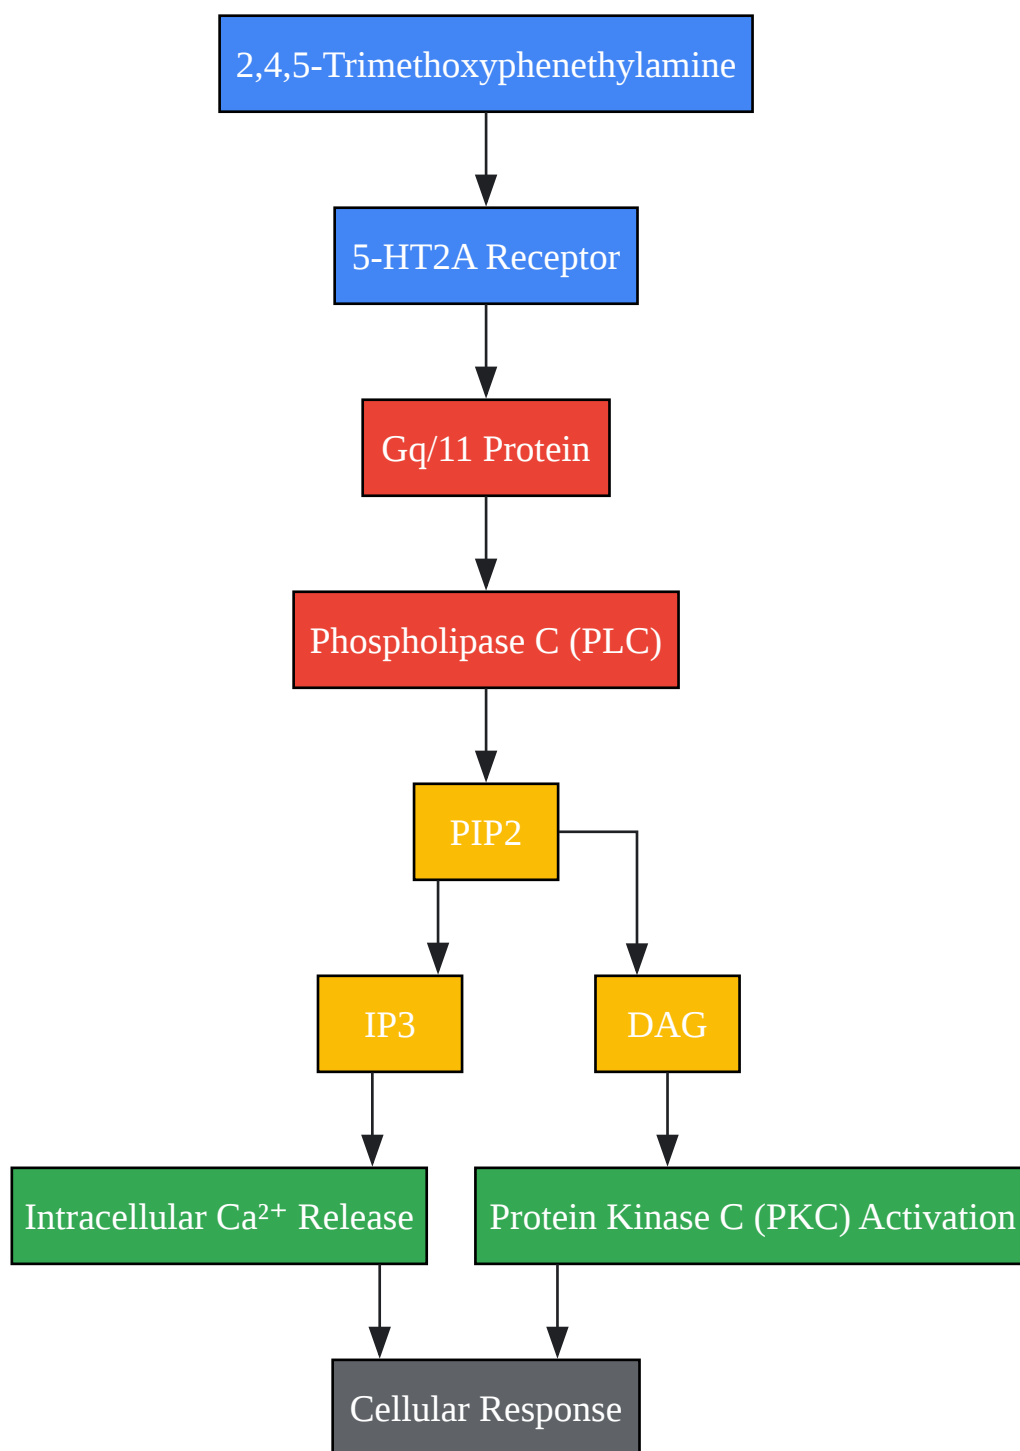 2,4,5-Trimethoxyphenethylamine
5-HT2A Receptor
Gq/11 Protein
Phospholipase C (PLC)
PIP2
IP3
DAG
Intracellular Ca²⁺ Release
Protein Kinase C (PKC) Activation
Cellular Response